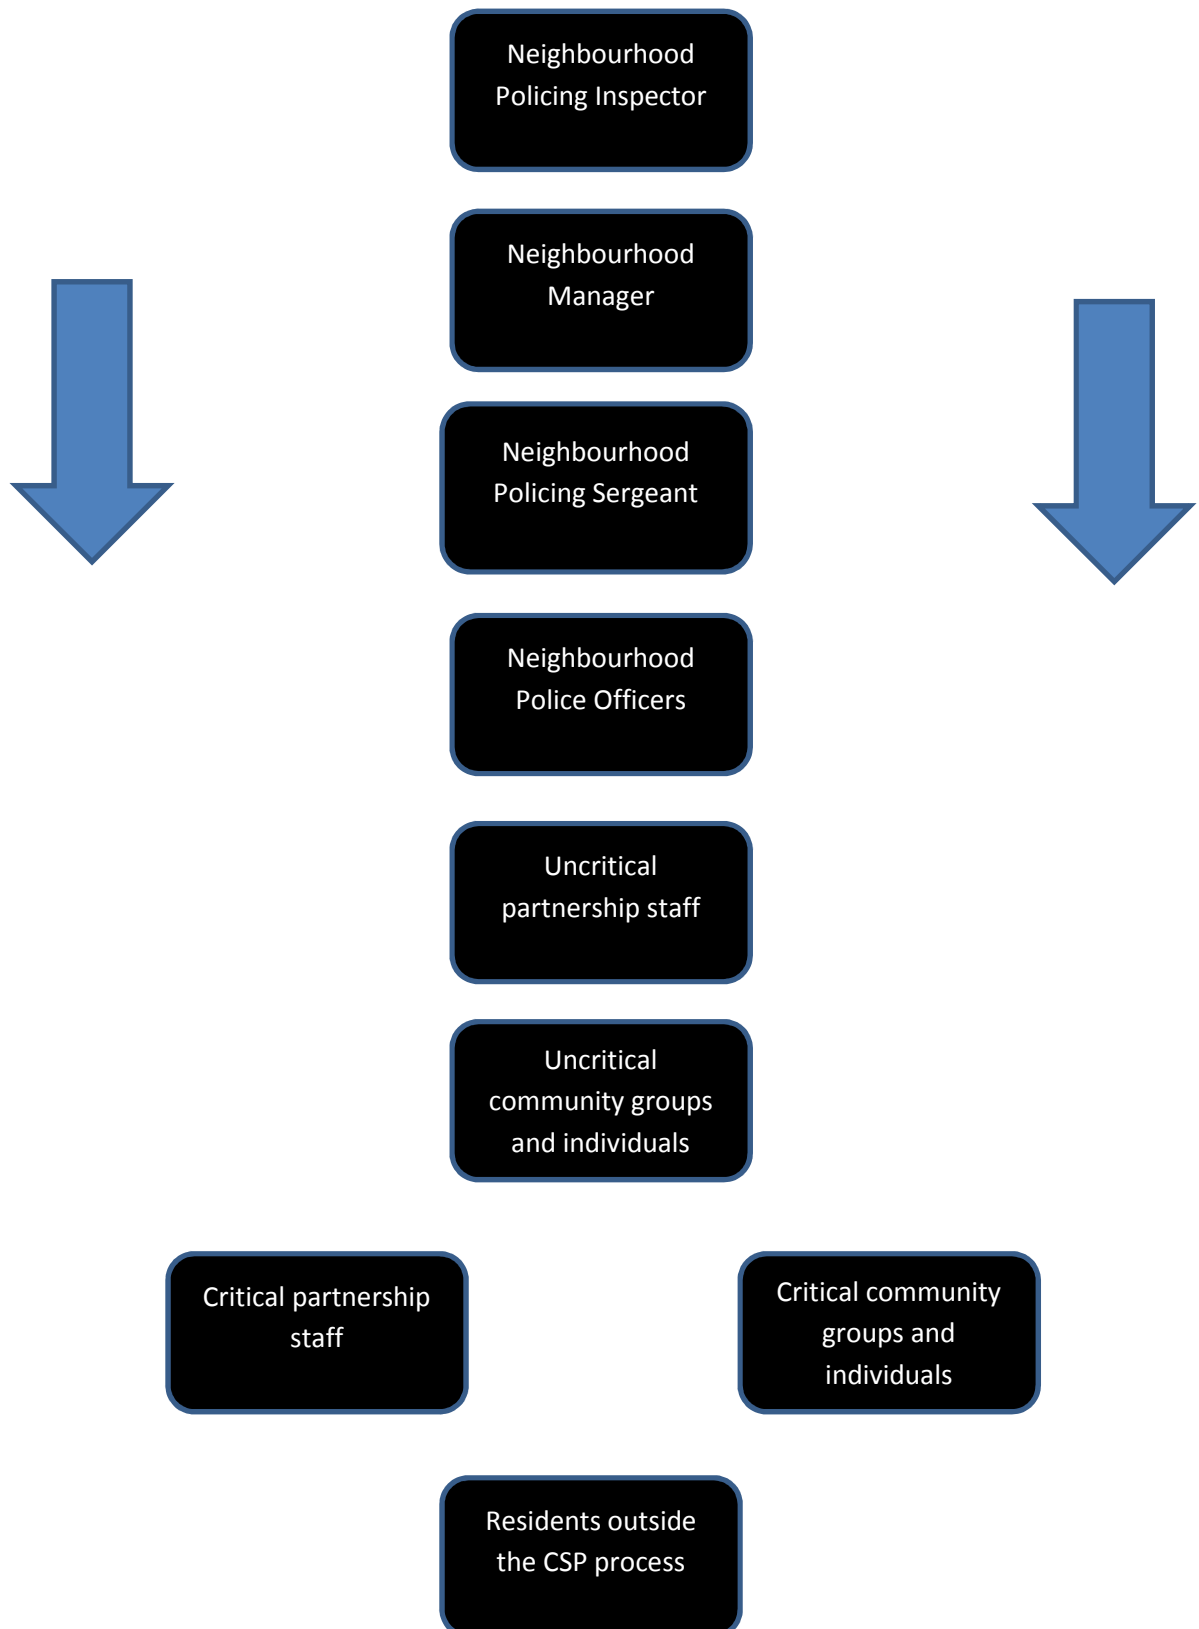 Neighbourhood
Policing Inspector
Neighbourhood
Manager
Neighbourhood
Policing Sergeant
Neighbourhood
Police Officers
Uncritical
partnership staff
Uncritical
community groups
and individuals
Critical partnership
staff
Critical community
groups and
individuals
Residents outside
the CSP process